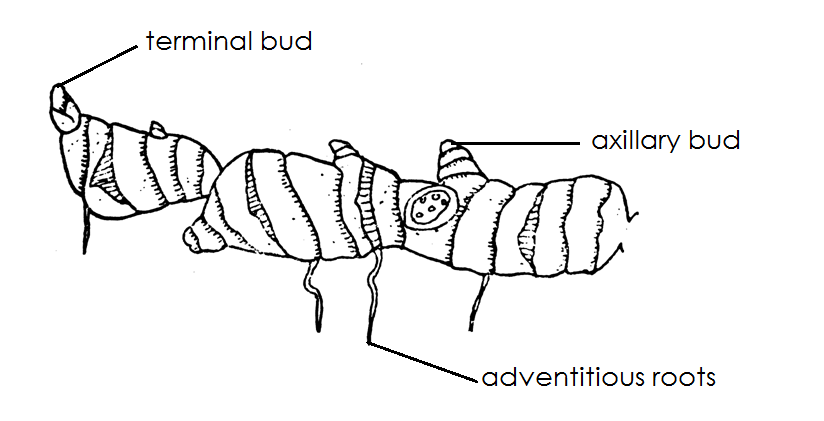 terminal bud
axillary bud
adventitious roots